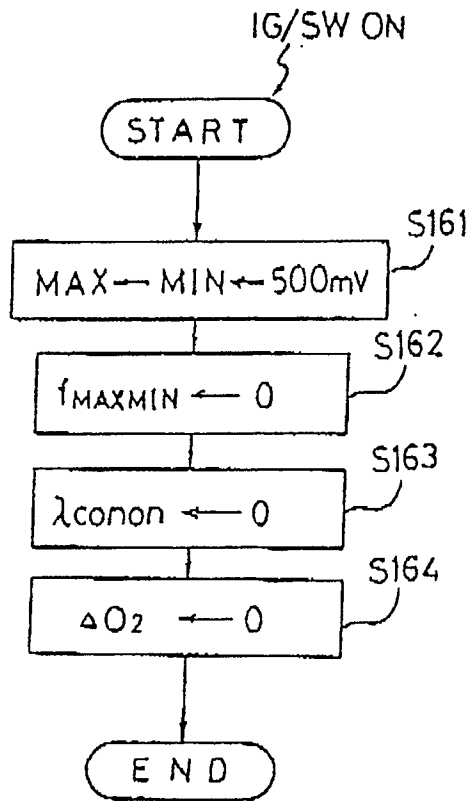 IG/SW ON
START
S161
MAX ← MIN ← 500mV
S162
fMAXMIN ← 0
S163
λconon ← 0
S164
ΔO2 ← 0
END